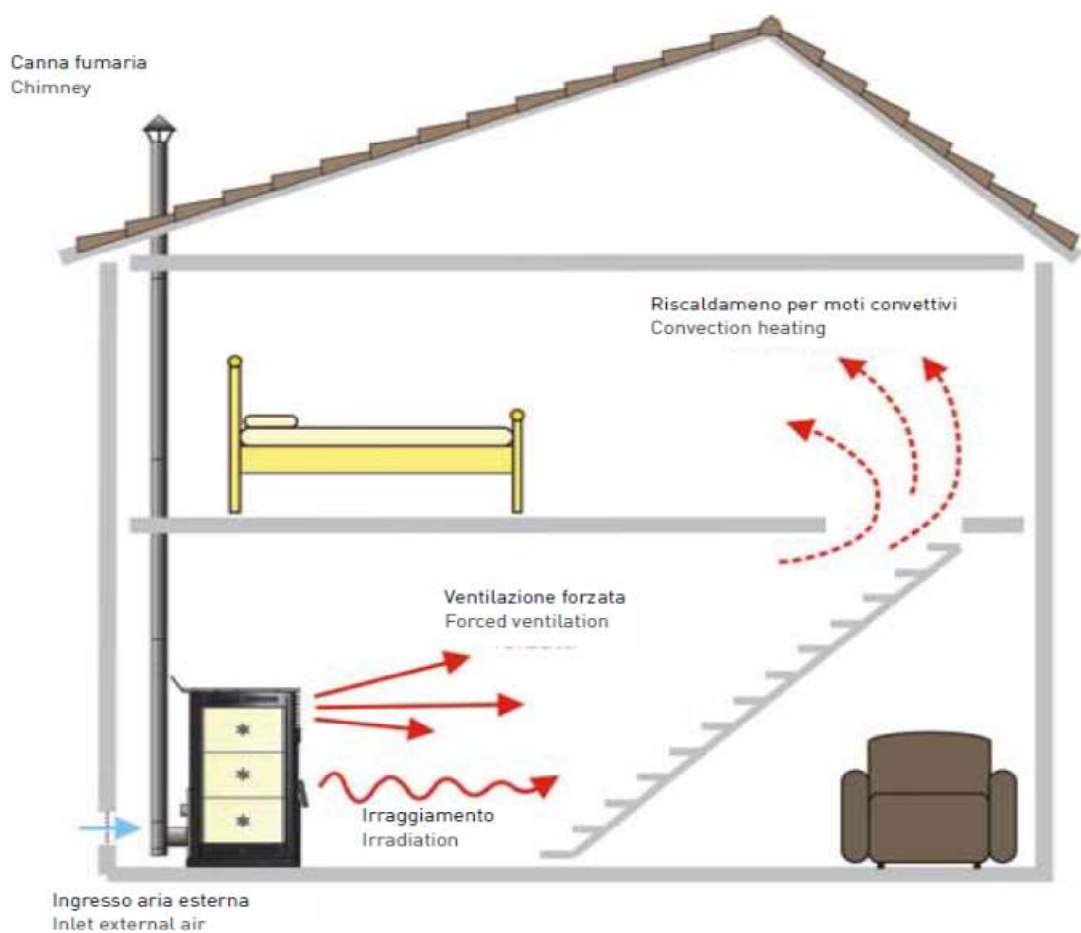 Canna fumaria
Chimney
Riscaldameno per moti convettivi
Convection heating
Ventilazione forzata
Forced ventilation
Irraggiamento
Irradiation
Ingresso aria esterna
Inlet external air